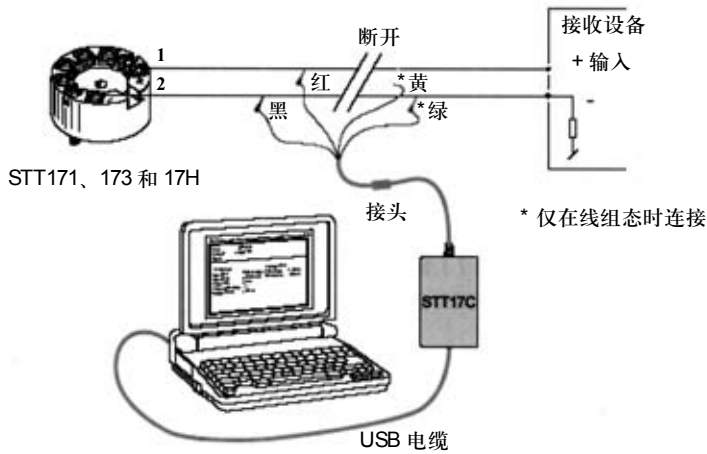 接收设备
断开
1
+ 输入
红
* 黄
2
黑
* 绿
-
STT171、173 和 17H
接头
* 仅在线组态时连接
STT17C
USB 电缆